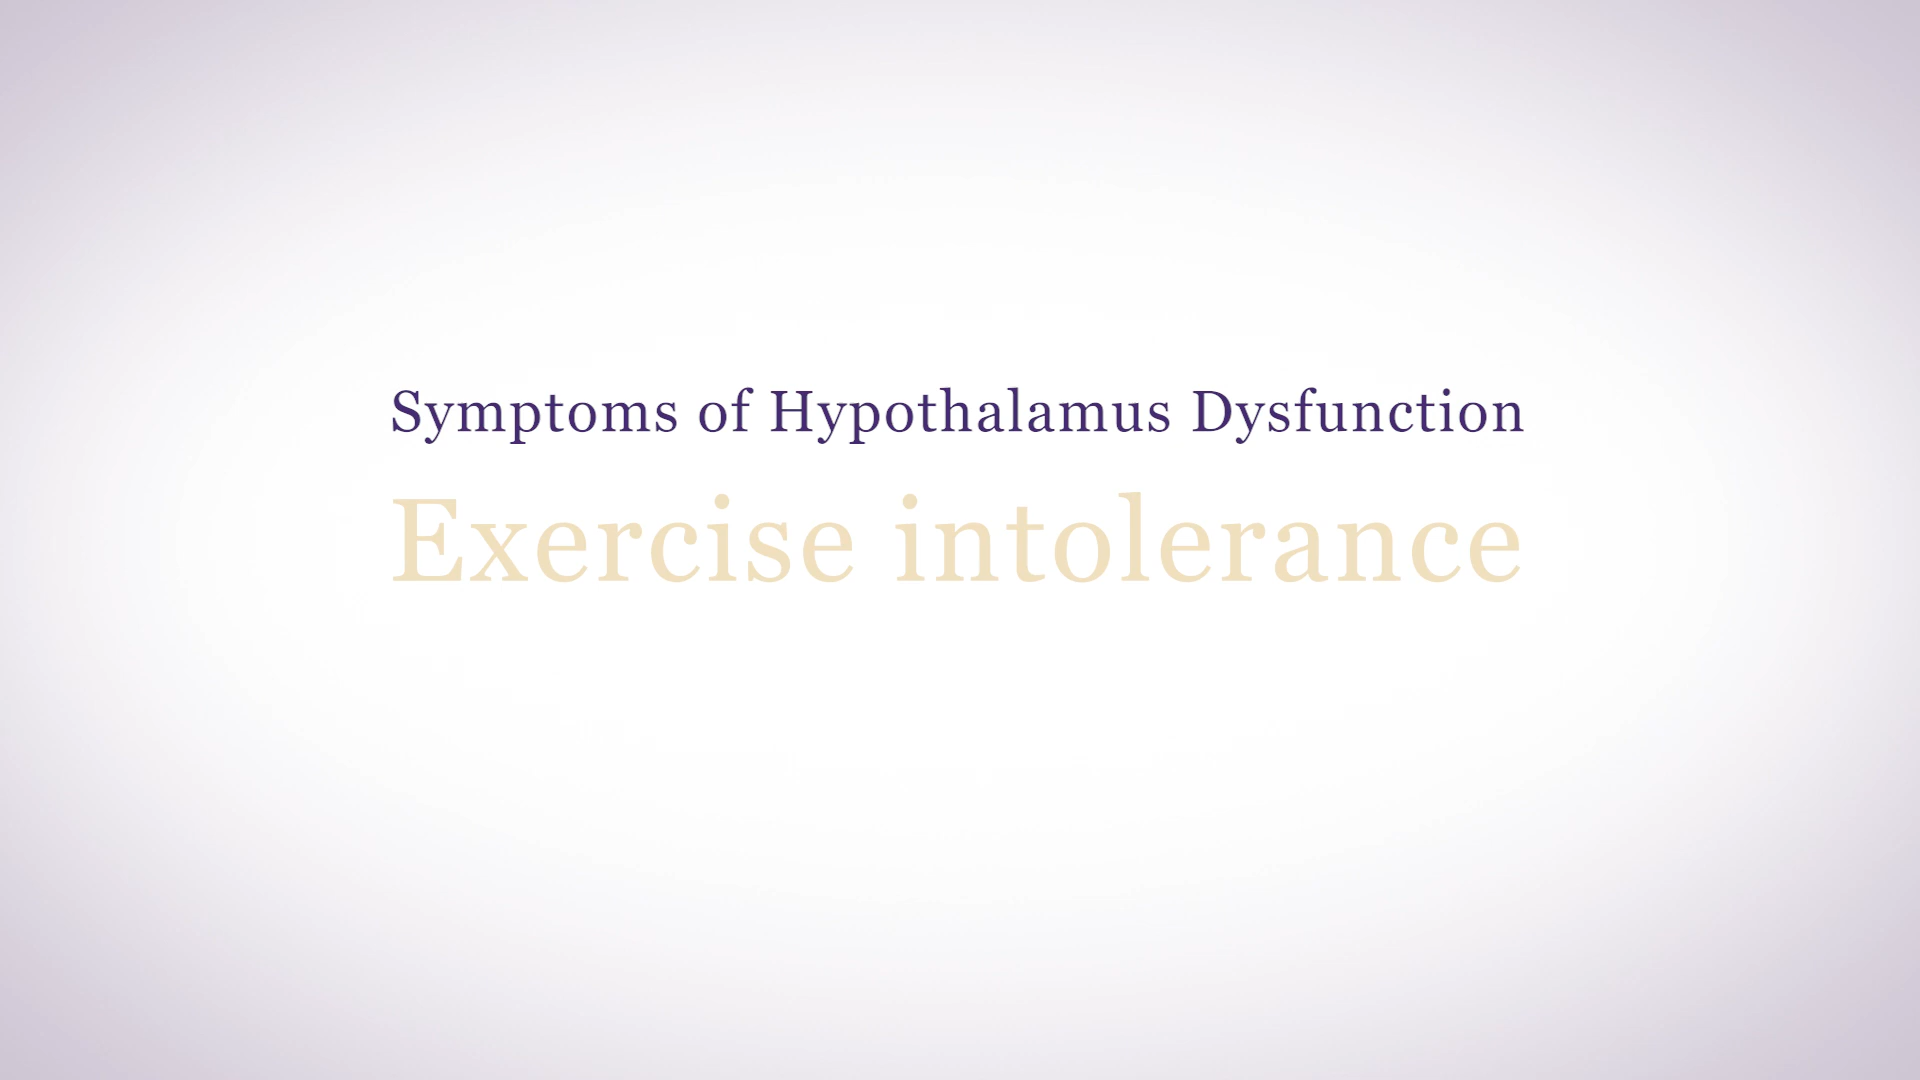 Symptoms of Hypothalamus Dysfunction
Exercise intolerance